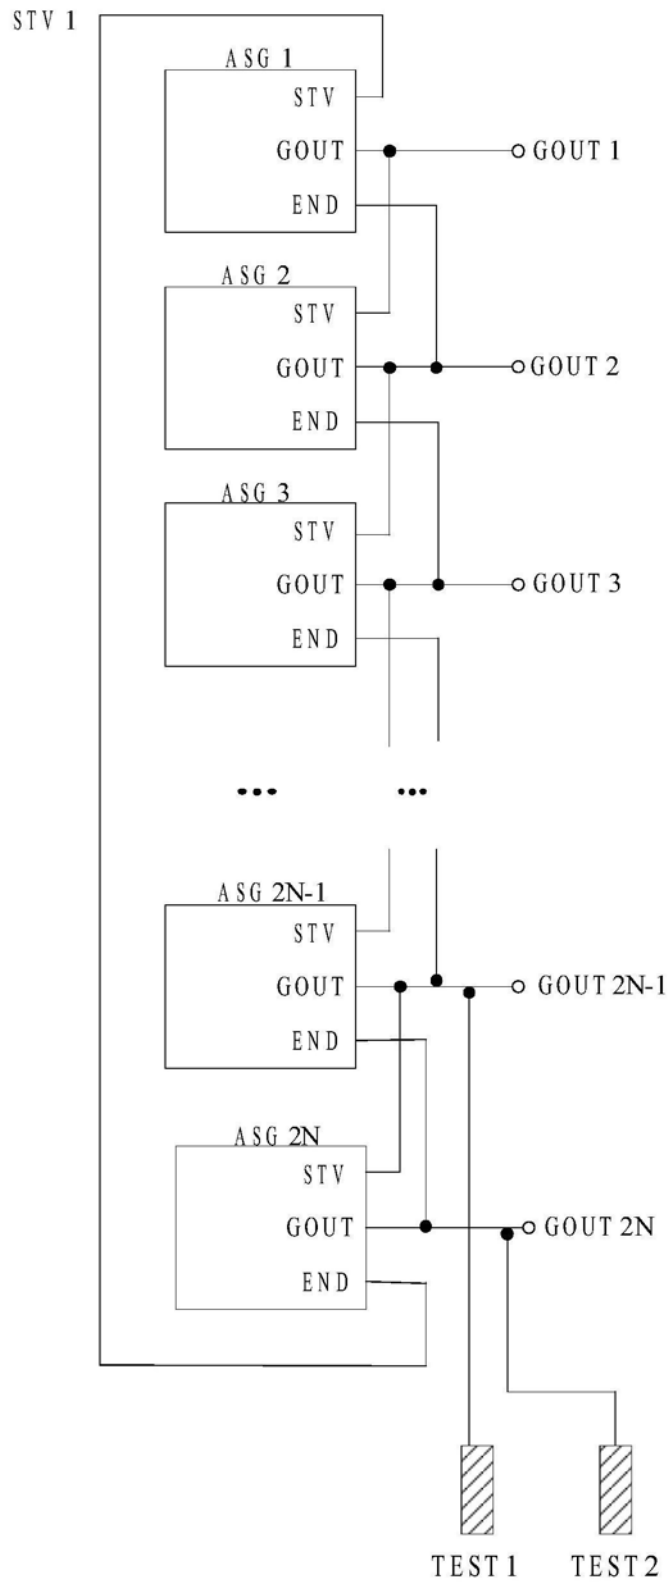 STV 1
ASG 1
STV
GOUT
GOUT 1
END
ASG 2
STV
GOUT
GOUT 2
END
ASG 3
STV
GOUT
GOUT 3
END
... ...
ASG 2N-1
STV
GOUT
GOUT 2N-1
END
ASG 2N
STV
GOUT
GOUT 2N
END
TEST 1 TEST 2